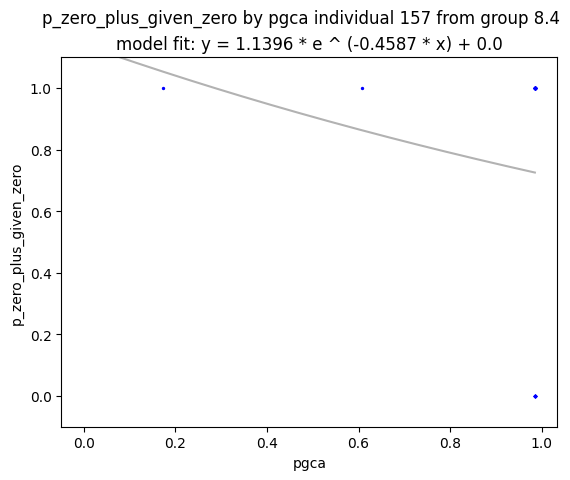 p_zero_plus_given_zero by pgca individual 157 from group 8.4
model fit: y = 1.1396 * e ^ (-0.4587 * x) + 0.0
1.0
0.8
0.6
0.4
0.2
0.0
p_zero_plus_given_zero
0.0 0.2 0.4 0.6 0.8 1.0
pgca